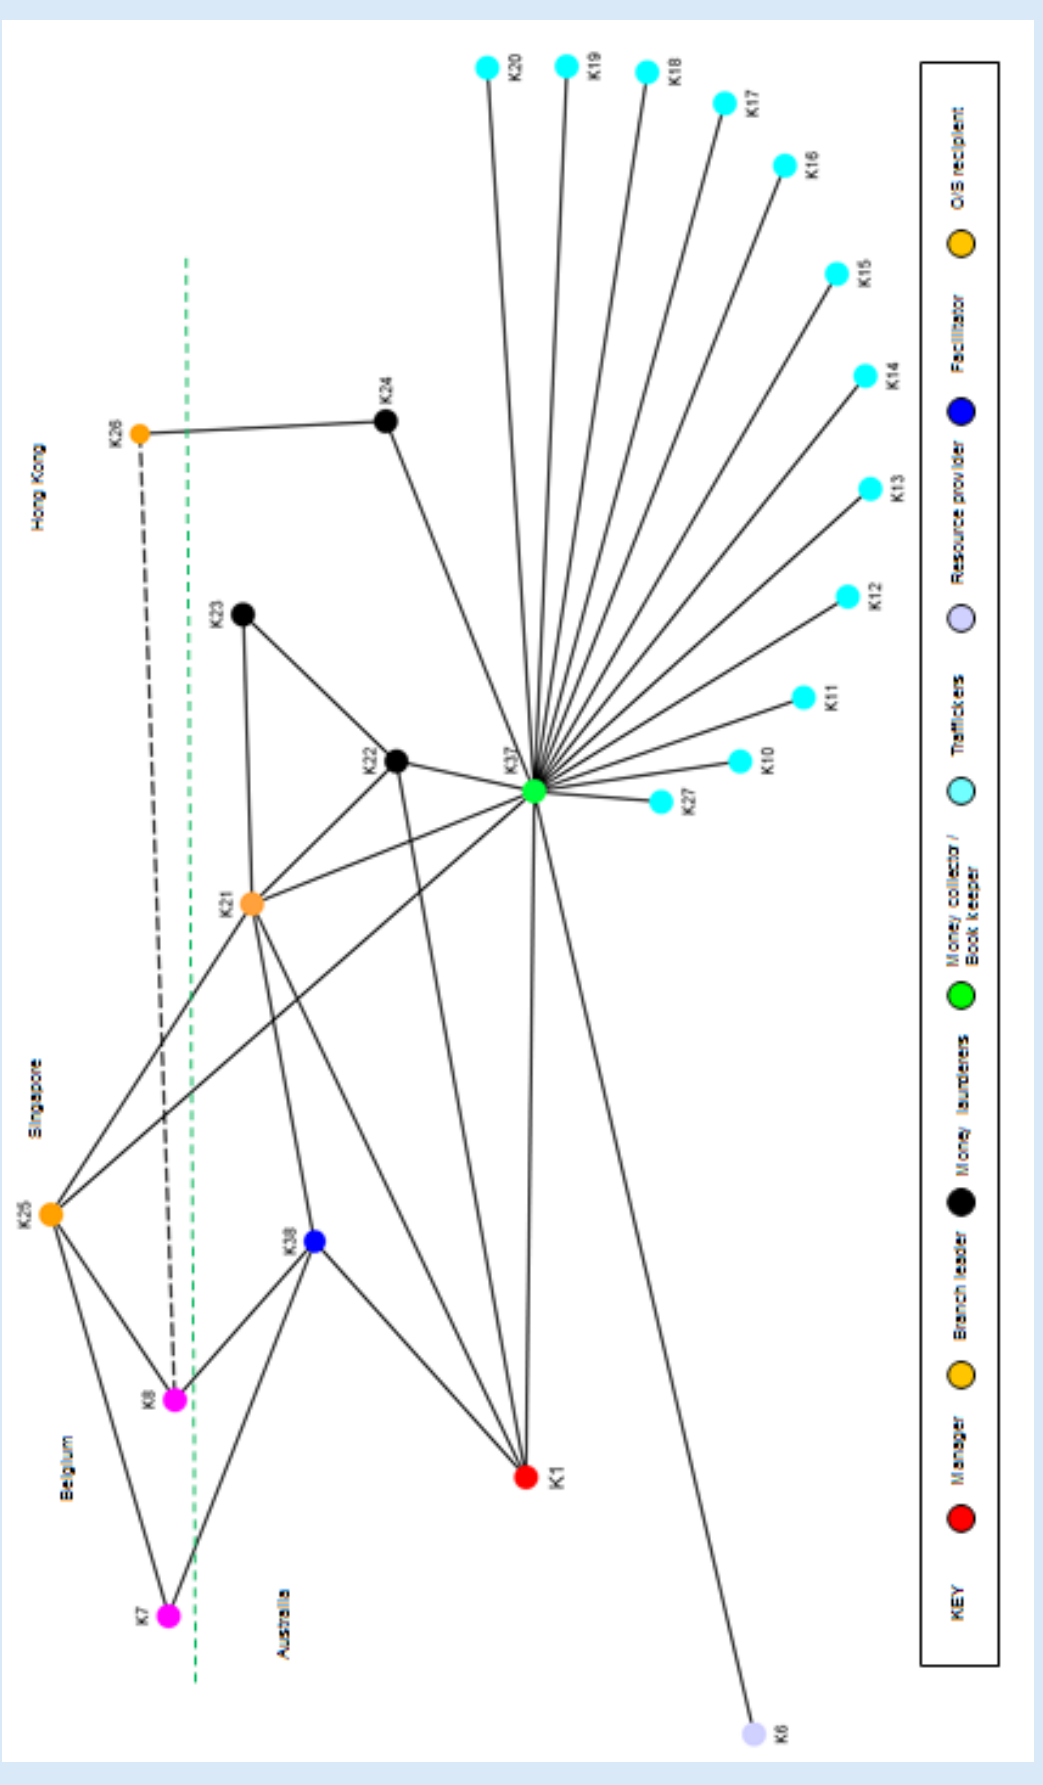 Hong Kong
Singapore
Belgium
Australia
K20
K19
K18
K17
K16
K15
K14
K13
K12
K11
K10
K27
K26
K24
K23
K22
K37
K21
K25
K38
K8
K7
K1
K6
KEY
Manager
Branch leader
Money launderers
Money collector /
Book keeper
Traffickers
Resource provider
Facilitator
O/S recipient